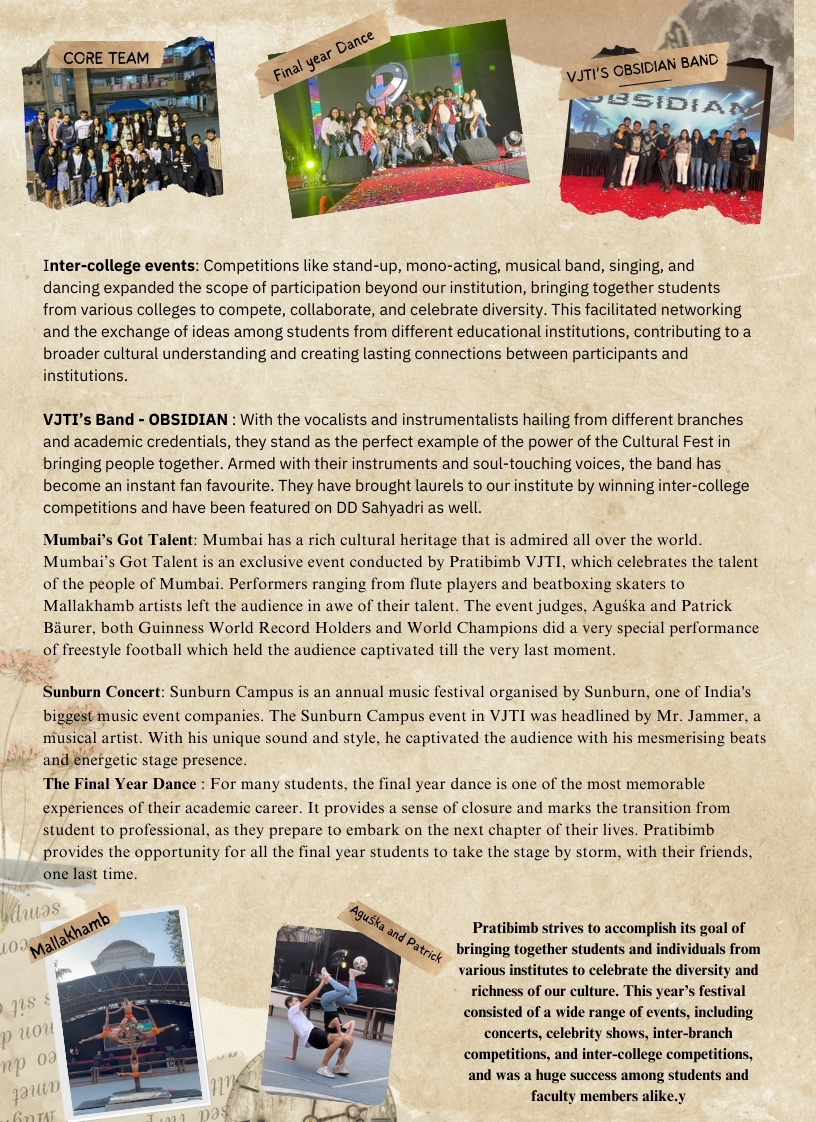 CORE TEAM
Final year Dance
VJTI'S OBSIDIAN BAND
OBSIDIAN
Inter-college events: Competitions like stand-up, mono-acting, musical band, singing, and
dancing expanded the scope of participation beyond our institution, bringing together students
from various colleges to compete, collaborate, and celebrate diversity. This facilitated networking
and the exchange of ideas among students from different educational institutions, contributing to a
broader cultural understanding and creating lasting connections between participants and
institutions.
VJTI's Band - OBSIDIAN : With the vocalists and instrumentalists hailing from different branches
and academic credentials, they stand as the perfect example of the power of the Cultural Fest in
bringing people together. Armed with their instruments and soul-touching voices, the band has
become an instant fan favourite. They have brought laurels to our institute by winning inter-college
competitions and have been featured on DD Sahyadri as well.
Mumbai's Got Talent: Mumbai has a rich cultural heritage that is admired all over the world.
Mumbai's Got Talent is an exclusive event conducted by Pratibimb VJTI, which celebrates the talent
of the people of Mumbai. Performers ranging from flute players and beatboxing skaters to
Mallakhamb artists left the audience in awe of their talent. The event judges, Aguśka and Patrick
Bäurer, both Guinness World Record Holders and World Champions did a very special performance
of freestyle football which held the audience captivated till the very last moment.
Sunburn Concert: Sunburn Campus is an annual music festival organised by Sunburn, one of India's
biggest music event companies. The Sunburn Campus event in VJTI was headlined by Mr. Jammer, a
musical artist. With his unique sound and style, he captivated the audience with his mesmerising beats
and energetic stage presence.
The Final Year Dance : For many students, the final year dance is one of the most memorable
experiences of their academic career. It provides a sense of closure and marks the transition from
student to professional, as they prepare to embark on the next chapter of their lives. Pratibimb
provides the opportunity for all the final year students to take the stage by storm, with their friends,
one last time.
Mallakhamb
Aguśka and Patrick
Pratibimb strives to accomplish its goal of
bringing together students and individuals from
various institutes to celebrate the diversity and
richness of our culture. This year's festival
consisted of a wide range of events, including
concerts, celebrity shows, inter-branch
competitions, and inter-college competitions,
and was a huge success among students and
faculty members alike.y